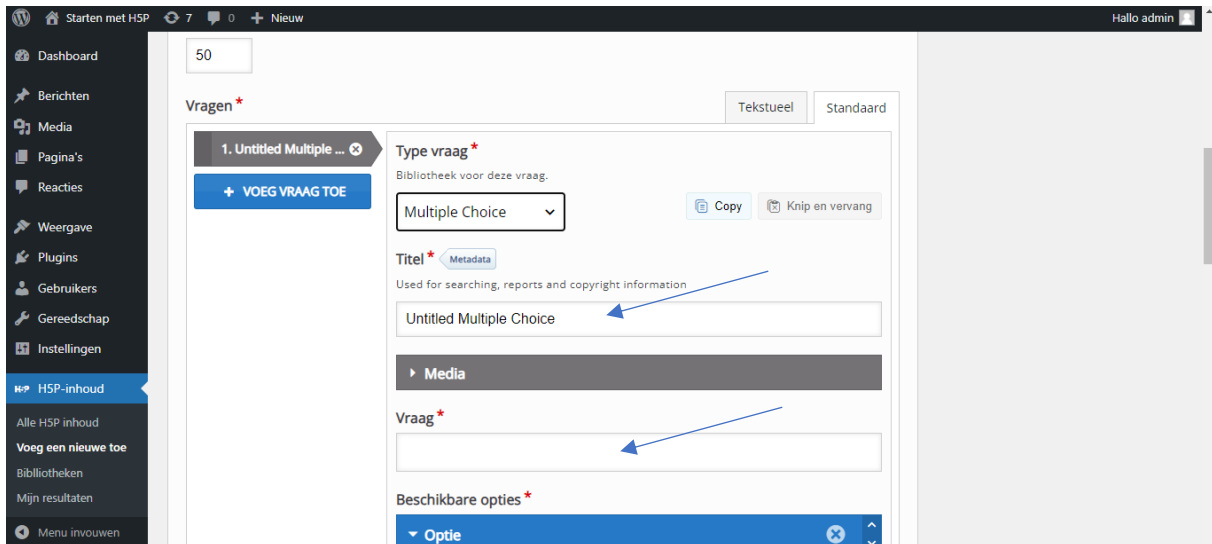 Starten met H5P 7 0 + Nieuw Hallo admin
Dashboard
Berichten
Media
Pagina's
Reacties
Weergave
Plugins
Gebruikers
Gereedschap
Instellingen
H5P H5P-inhoud
Alle H5P inhoud
Voeg een nieuwe toe
Bibliotheken
Mijn resultaten
Menu invouwen
50
Vragen *
Tekstueel Standaard
1. Untitled Multiple ...
+ VOEG VRAAG TOE
Type vraag *
Bibliotheek voor deze vraag.
Multiple Choice
Copy Knip en vervang
Titel * Metadata
Used for searching, reports and copyright information
Untitled Multiple Choice
Media
Vraag *
Beschikbare opties *
Optie